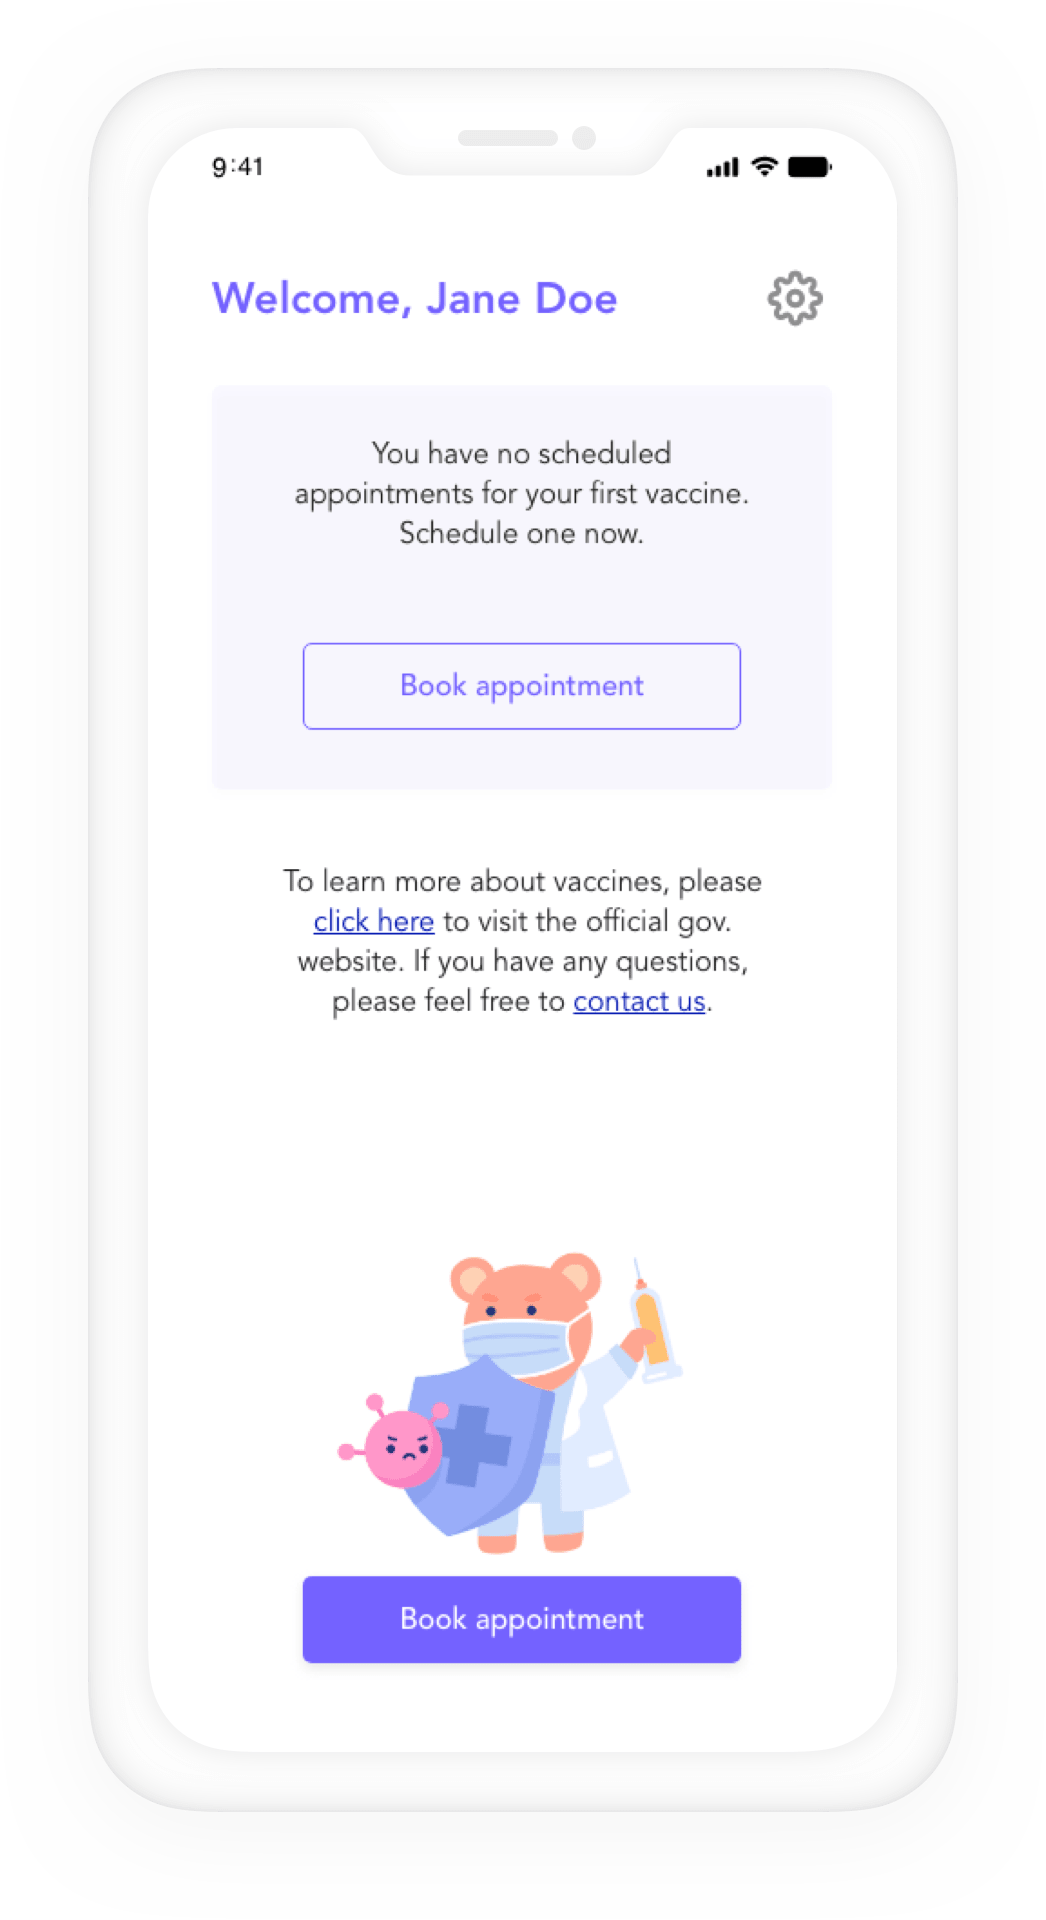 9:41
Welcome, Jane Doe
You have no scheduled
appointments for your first vaccine.
Schedule one now.
Book appointment
To learn more about vaccines, please
click here to visit the official gov.
website. If you have any questions,
please feel free to contact us.
Book appointment